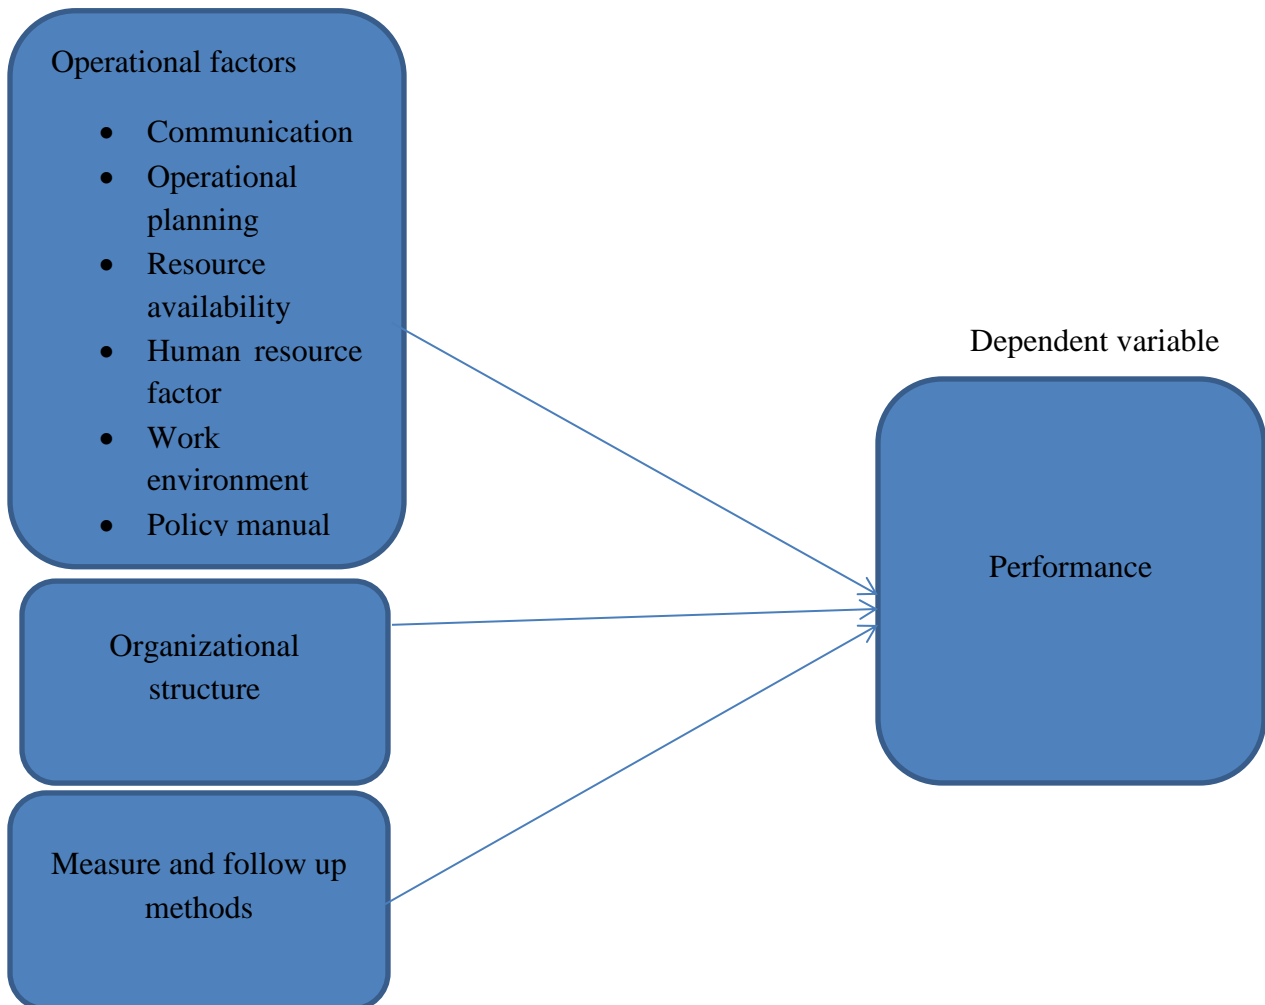 Operational factors
• Communication
• Operational
planning
• Resource
availability
• Human resource
factor
• Work
environment
• Policy manual
Dependent variable
Performance
Organizational
structure
Measure and follow up
methods